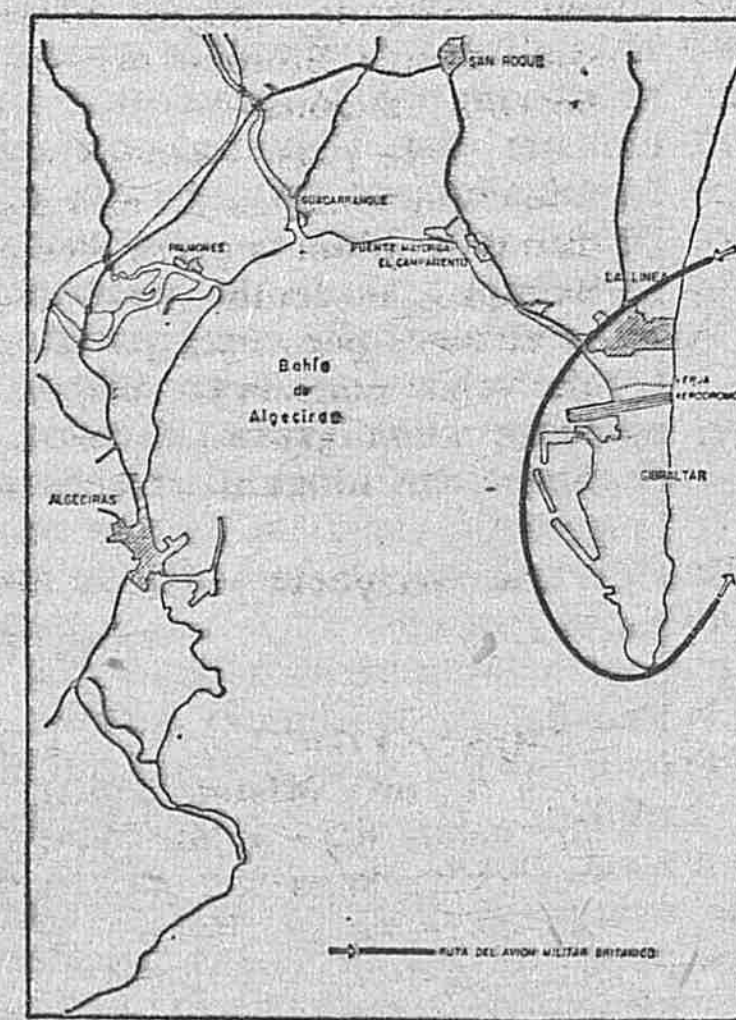 SAN ROQUE
GUACARRANQUE
PALMONES
PUENTE MAYORGA
EL CAMPAMENTO
LA LINEA
Bahía
de
Algeciras
VERJA
AERODROMO
GIBRALTAR
ALGECIRAS
RUTA DEL AVION MILITAR BRITANICO